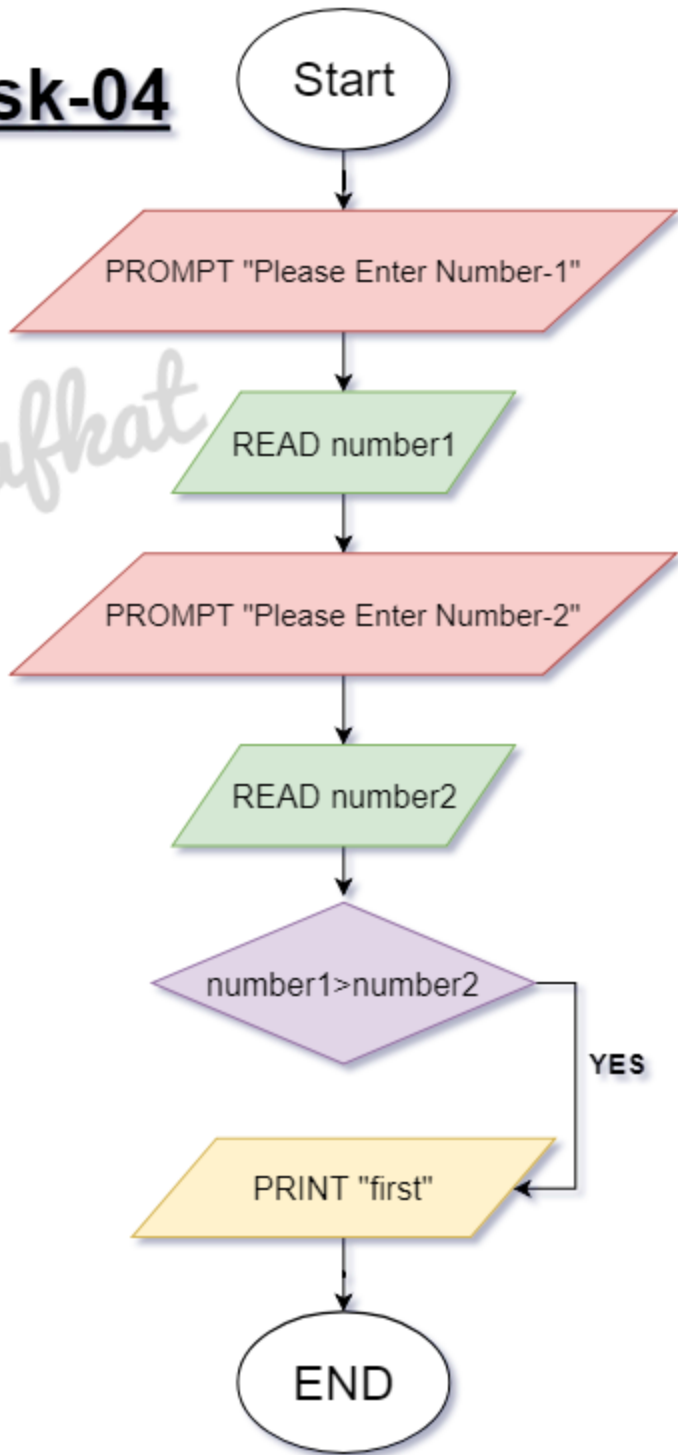 sk-04
Start
PROMPT "Please Enter Number-1"
READ number1
PROMPT "Please Enter Number-2"
READ number2
number1>number2
YES
PRINT "first"
END